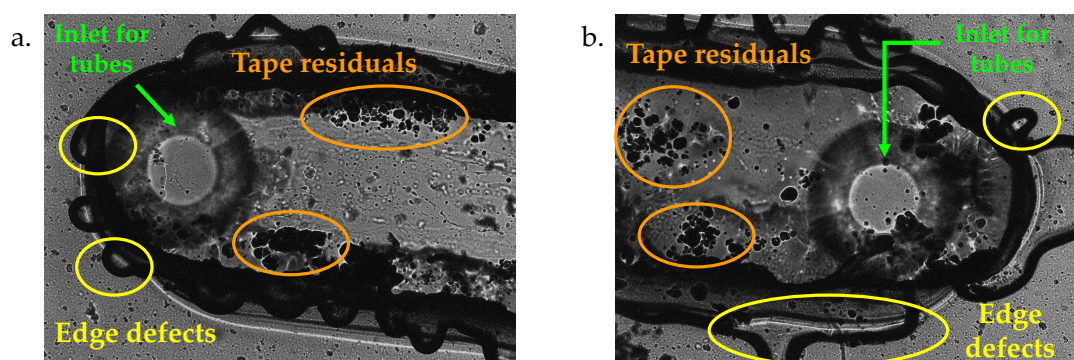 a.
Inlet for
tubes
Tape residuals
Edge defects
b.
Tape residuals
Inlet for
tubes
Edge
defects